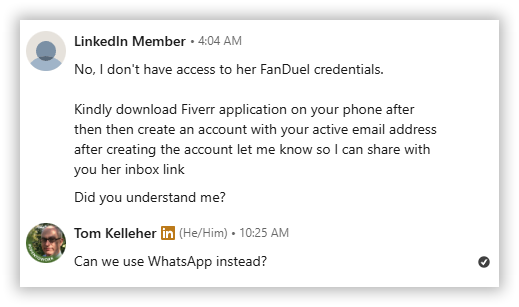 LinkedIn Member • 4:04 AM
No, I don't have access to her FanDuel credentials.
Kindly download Fiverr application on your phone after
then then create an account with your active email address
after creating the account let me know so I can share with
you her inbox link
Did you understand me?
Tom Kelleher in (He/Him) • 10:25 AM
Can we use WhatsApp instead?